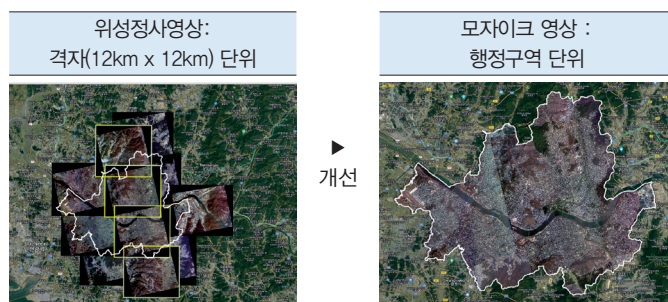 위성정사영상:
격자(12km x 12km) 단위
▶
개선
모자이크 영상 :
행정구역 단위